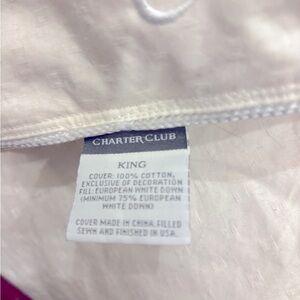 CHARTER CLUB
KING
COVER: 100% COTTON,
EXCLUSIVE OF DECORATION
FILL: EUROPEAN WHITE DOWN
(MINIMUM 75% EUROPEAN
WHITE DOWN)
COVER MADE IN CHINA, FILLED
SEWN AND FINISHED IN USA.